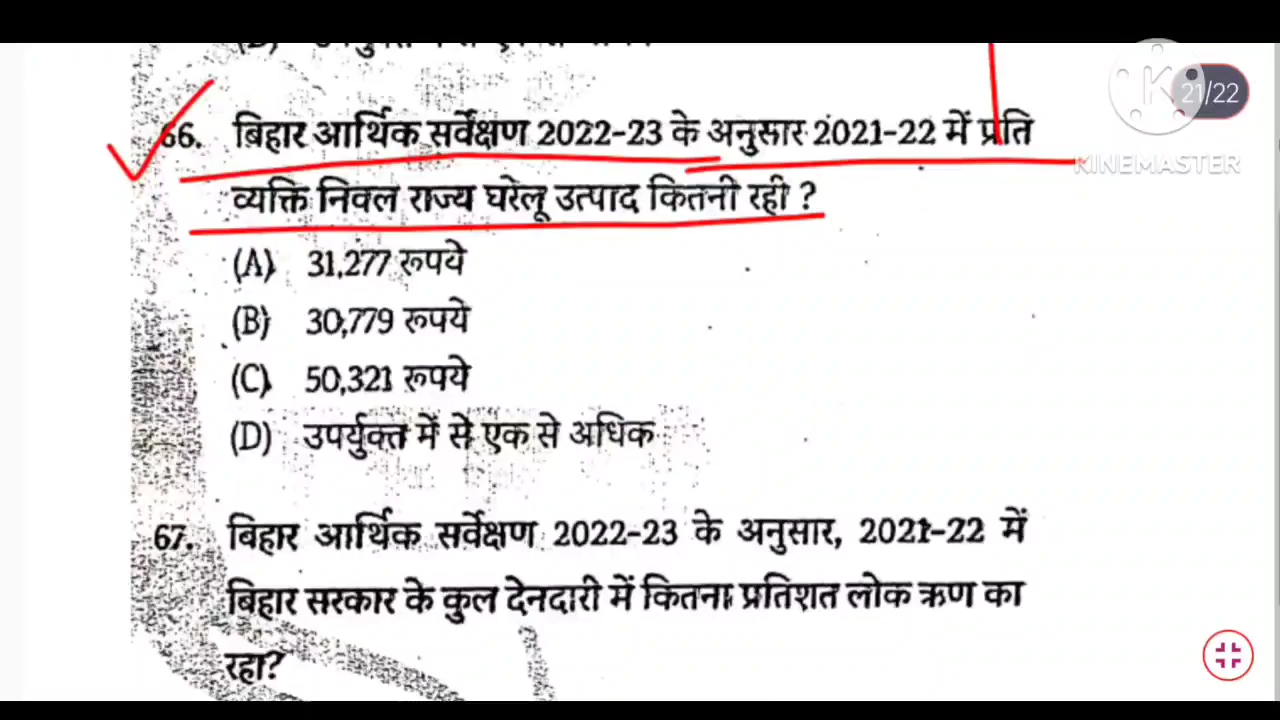 21/22
KINEMASTER
66. बिहार आर्थिक सर्वेक्षण 2022-23 के अनुसार 2021-22 में प्रति
व्यक्ति निवल राज्य घरेलू उत्पाद कितनी रही ?
(A) 31,277 रूपये
(B) 30,779 रूपये
(C) 50,321 रूपये
(D) उपर्युक्त में से एक से अधिक
67. बिहार आर्थिक सर्वेक्षण 2022-23 के अनुसार, 2021-22 में
बिहार सरकार के कुल देनदारी में कितना प्रतिशत लोक ऋण का
रहा?